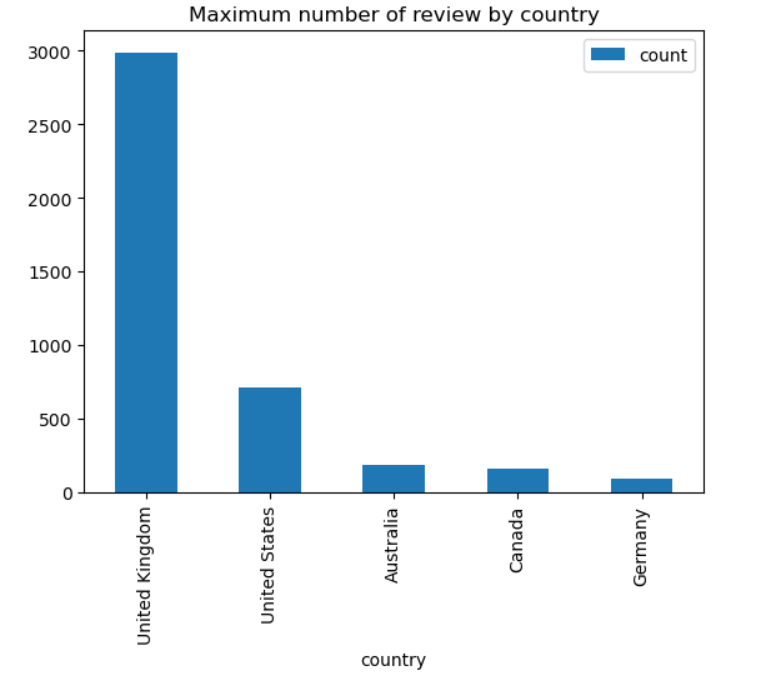 Maximum number of review by country
count
3000
2500
2000
1500
1000
500
0
United Kingdom
United States
Australia
Canada
Germany
country